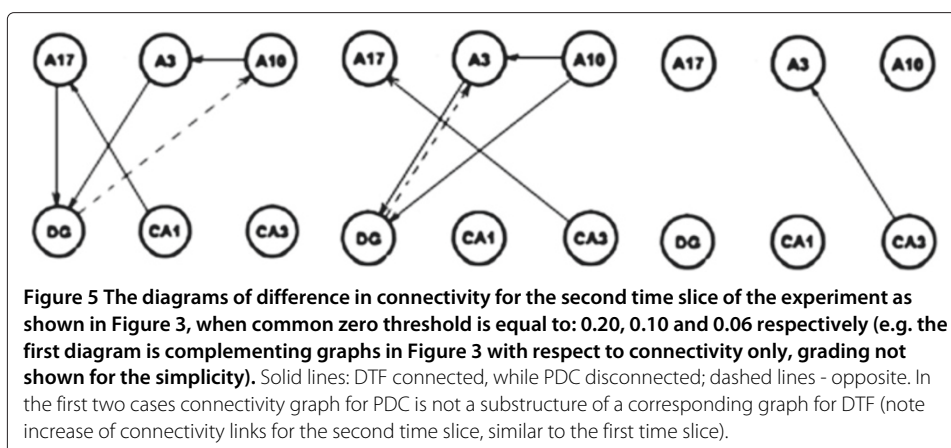 A17 A3 A10 A17 A3 A10 A17 A3 A10
DG CA1 CA3 DG CA1 CA3 DG CA1 CA3
Figure 5 The diagrams of difference in connectivity for the second time slice of the experiment as
shown in Figure 3, when common zero threshold is equal to: 0.20, 0.10 and 0.06 respectively (e.g. the
first diagram is complementing graphs in Figure 3 with respect to connectivity only, grading not
shown for the simplicity). Solid lines: DTF connected, while PDC disconnected; dashed lines - opposite. In
the first two cases connectivity graph for PDC is not a substructure of a corresponding graph for DTF (note
increase of connectivity links for the second time slice, similar to the first time slice).